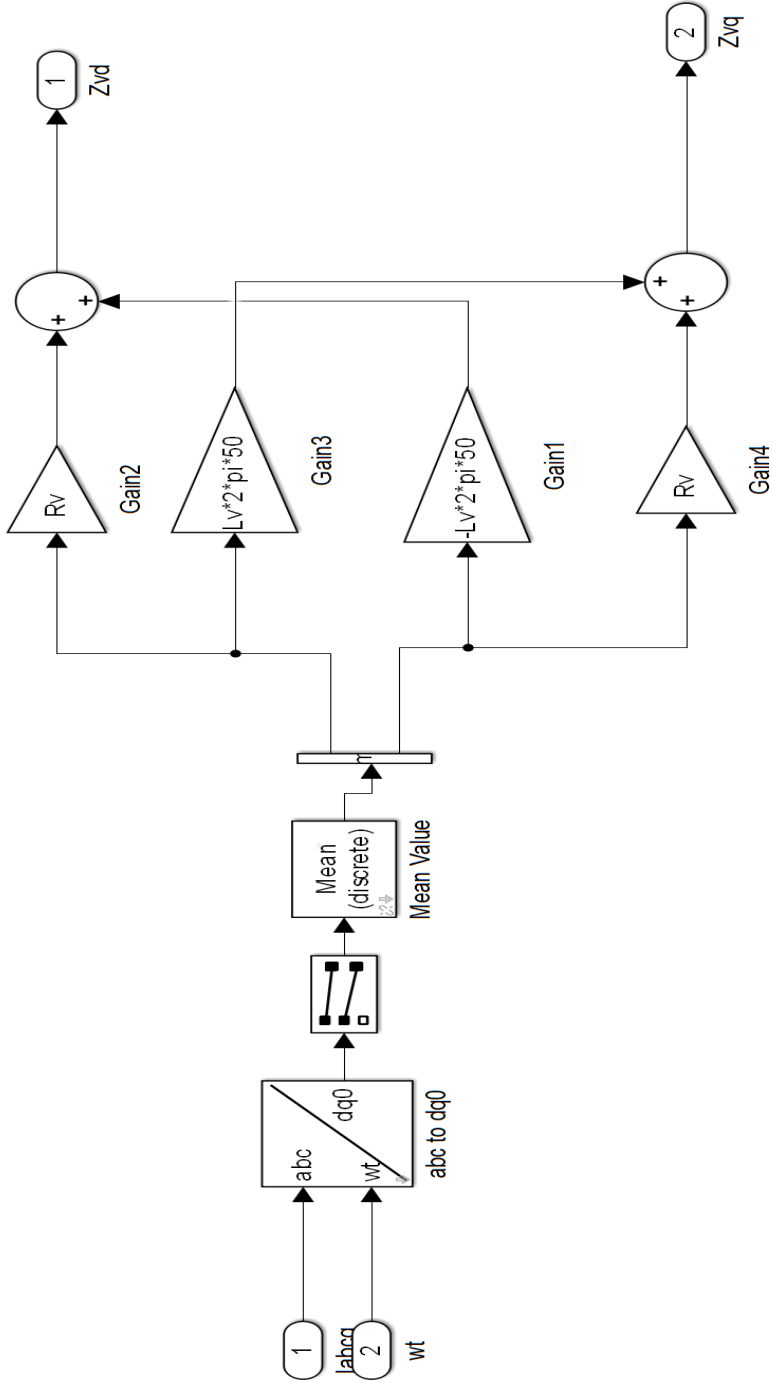 1
Iabcg
2
wt
abc
wt
dq0
abc to dq0
Mean
(discrete)
Mean Value
Rv
Gain2
Lv*2*pi*50
Gain3
-Lv*2*pi*50
Gain1
Rv
Gain4
+
+
+
+
1
Zvd
2
Zvq